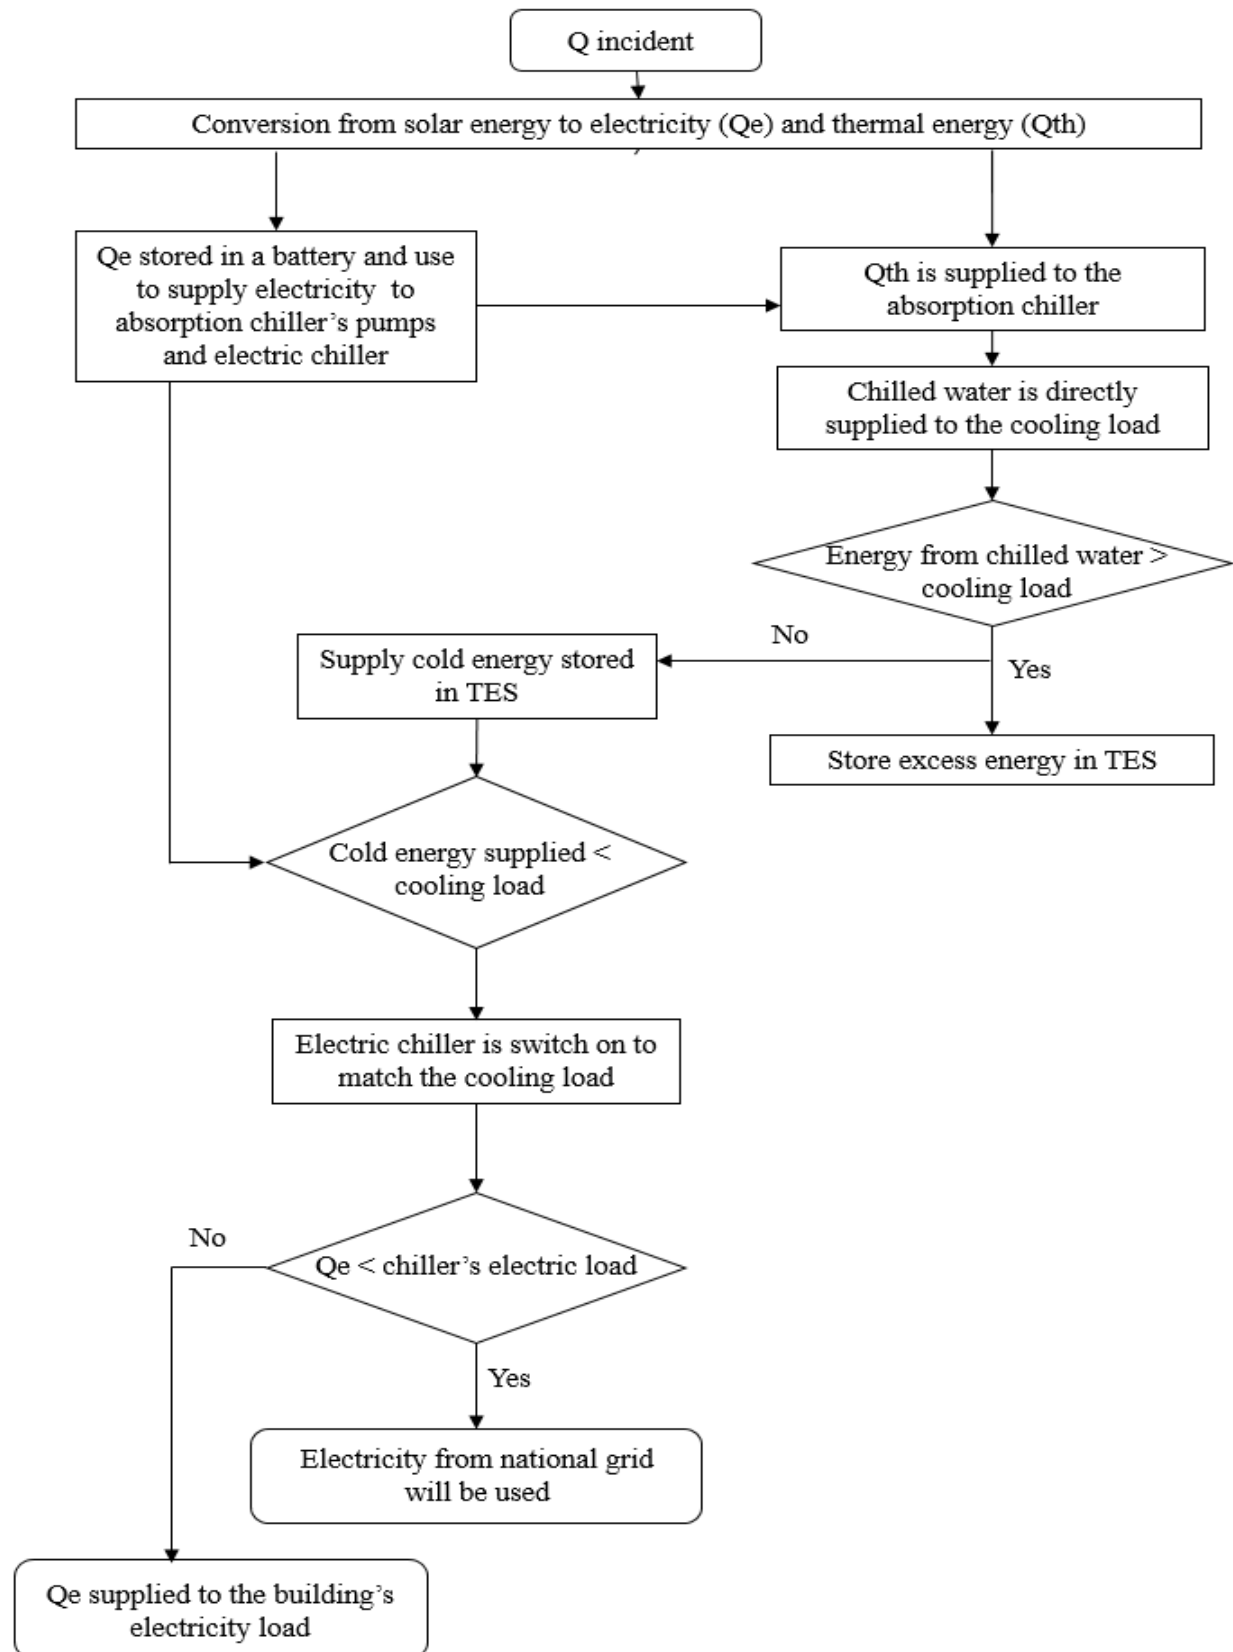 Q incident
Conversion from solar energy to electricity (Qe) and thermal energy (Qth)
Qe stored in a battery and use
to supply electricity to
absorption chiller’s pumps
and electric chiller
Qth is supplied to the
absorption chiller
Chilled water is directly
supplied to the cooling load
Energy from chilled water >
cooling load
No
Yes
Supply cold energy stored
in TES
Store excess energy in TES
Cold energy supplied <
cooling load
Electric chiller is switch on to
match the cooling load
No
Qe < chiller’s electric load
Yes
Electricity from national grid
will be used
Qe supplied to the building’s
electricity load